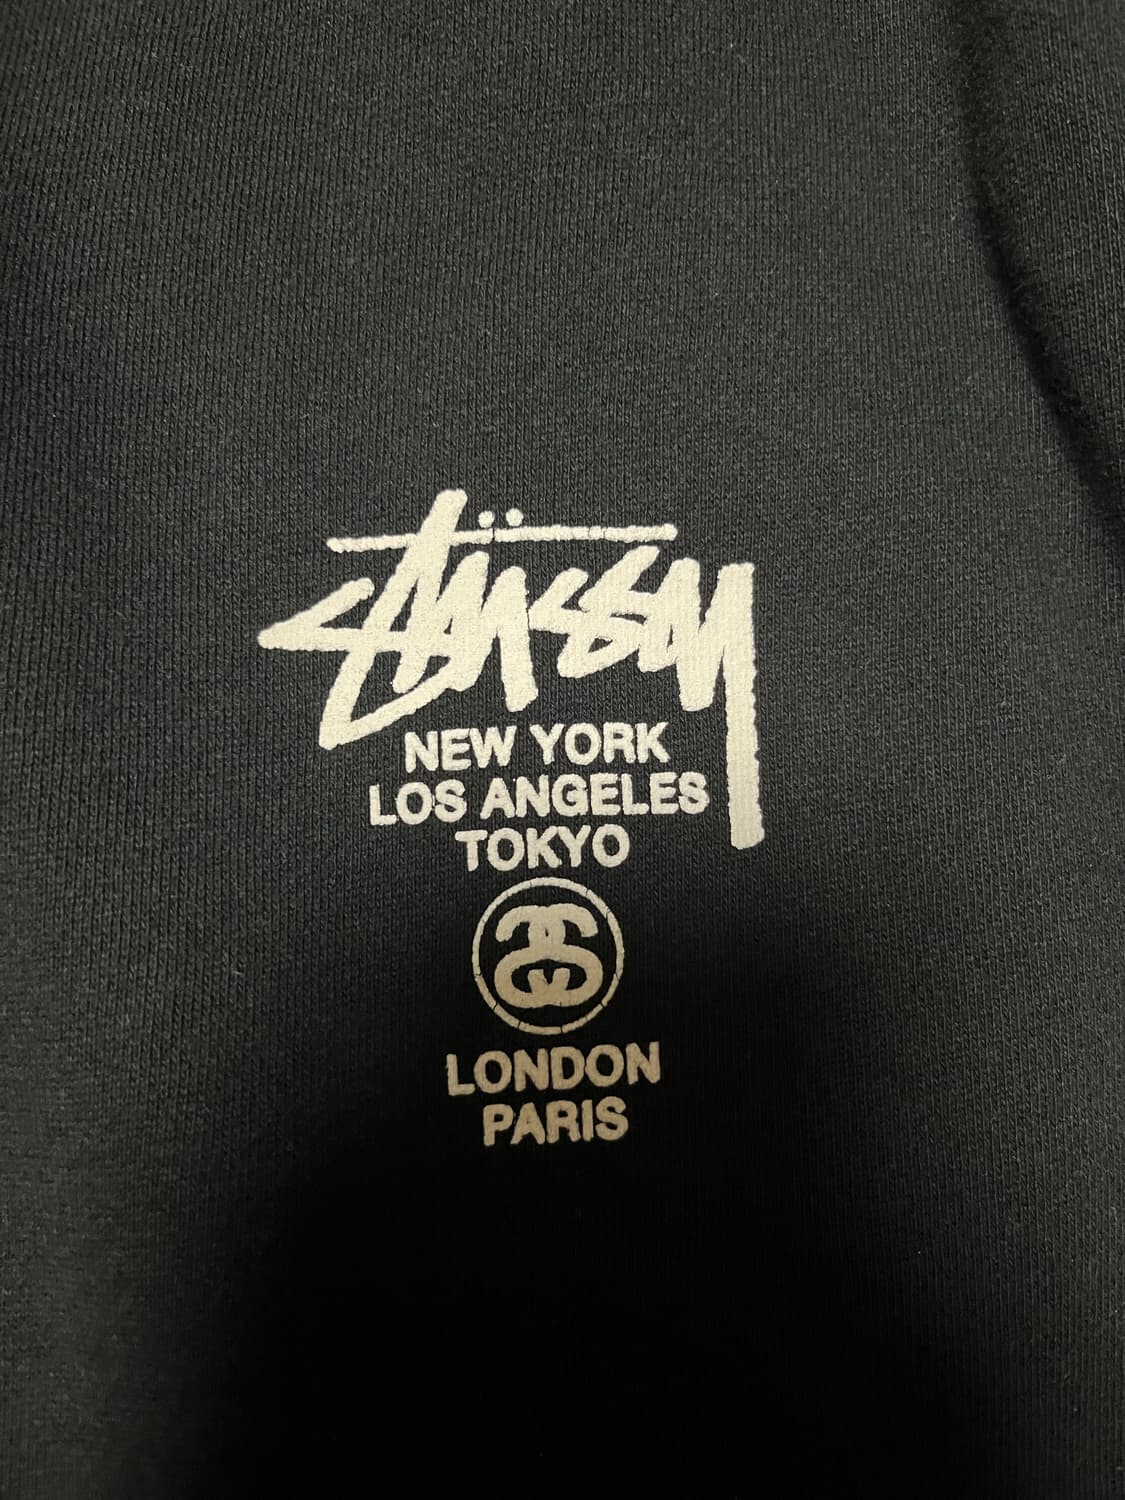 Stüssy
NEW YORK
LOS ANGELES
TOKYO
LONDON
PARIS